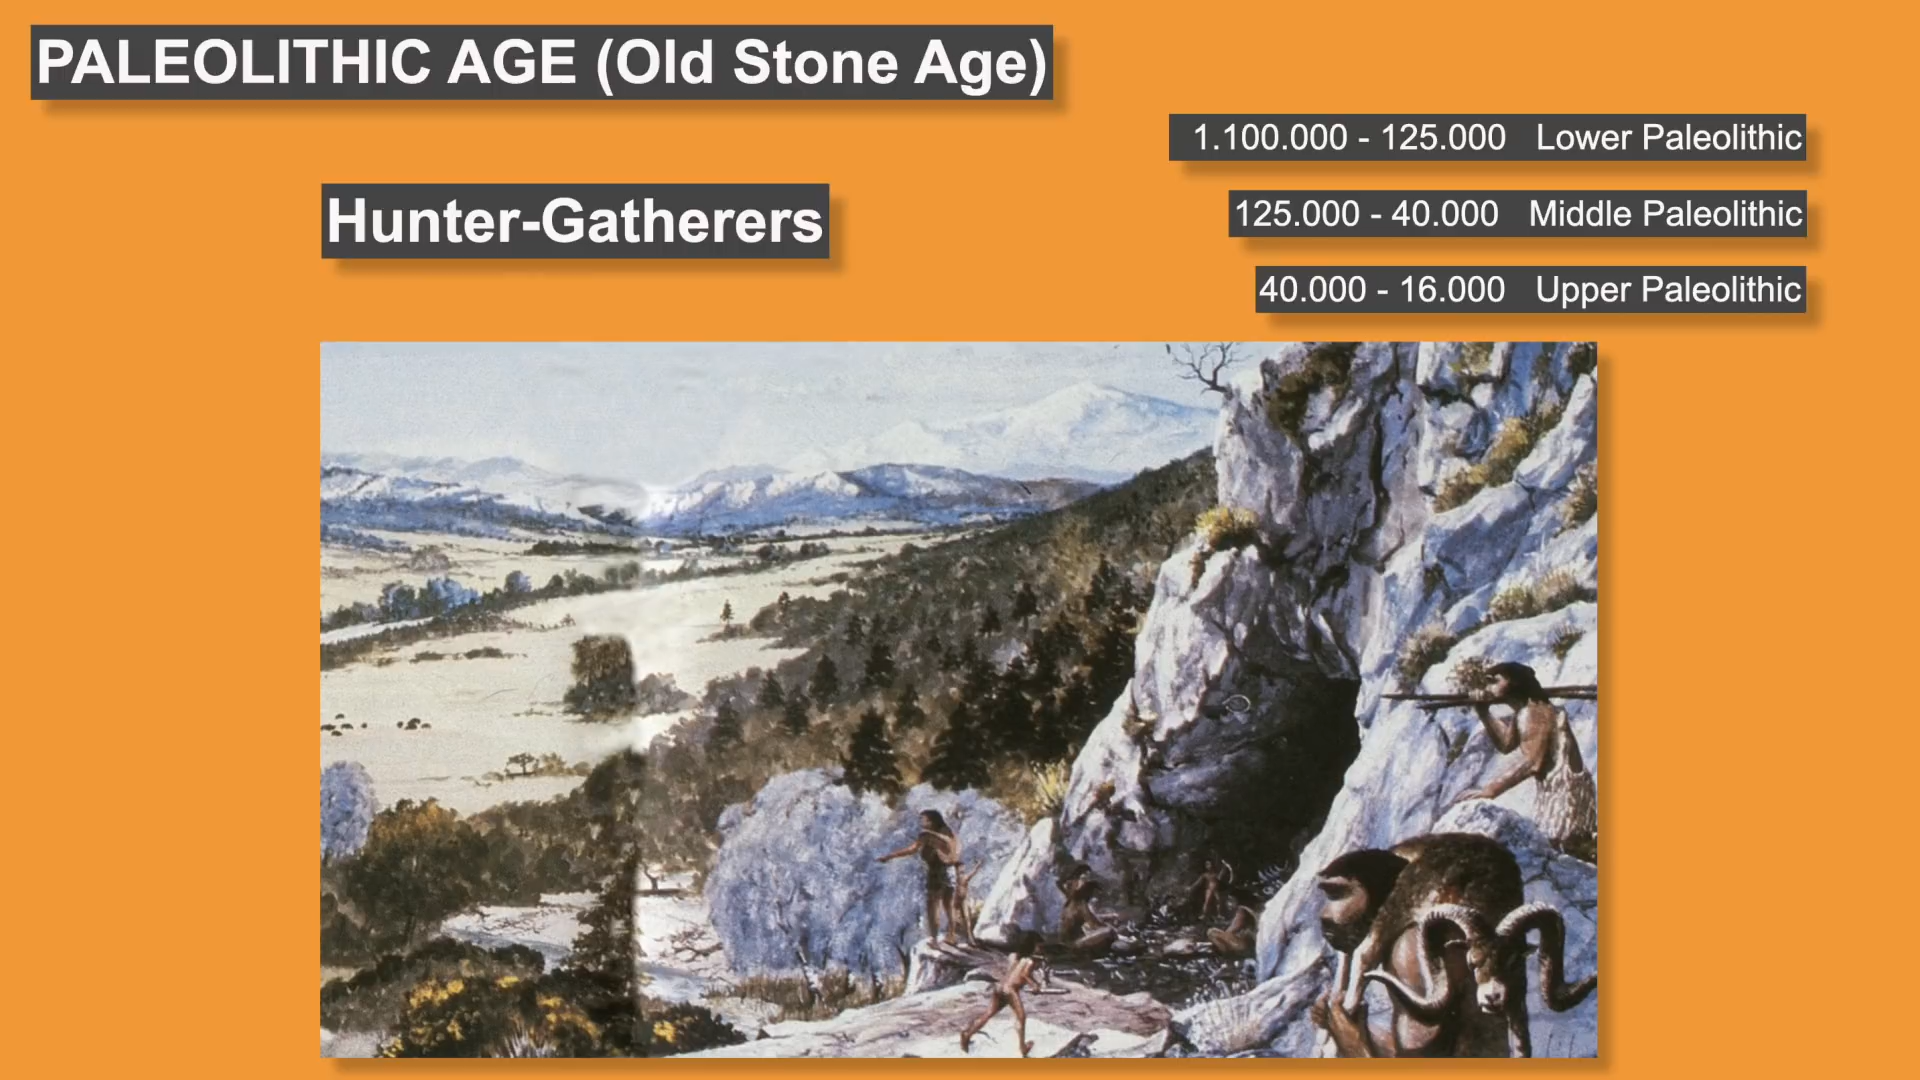 PALEOLITHIC AGE (Old Stone Age)
1.100.000 - 125.000 Lower Paleolithic
Hunter-Gatherers
125.000 - 40.000 Middle Paleolithic
40.000 - 16.000 Upper Paleolithic